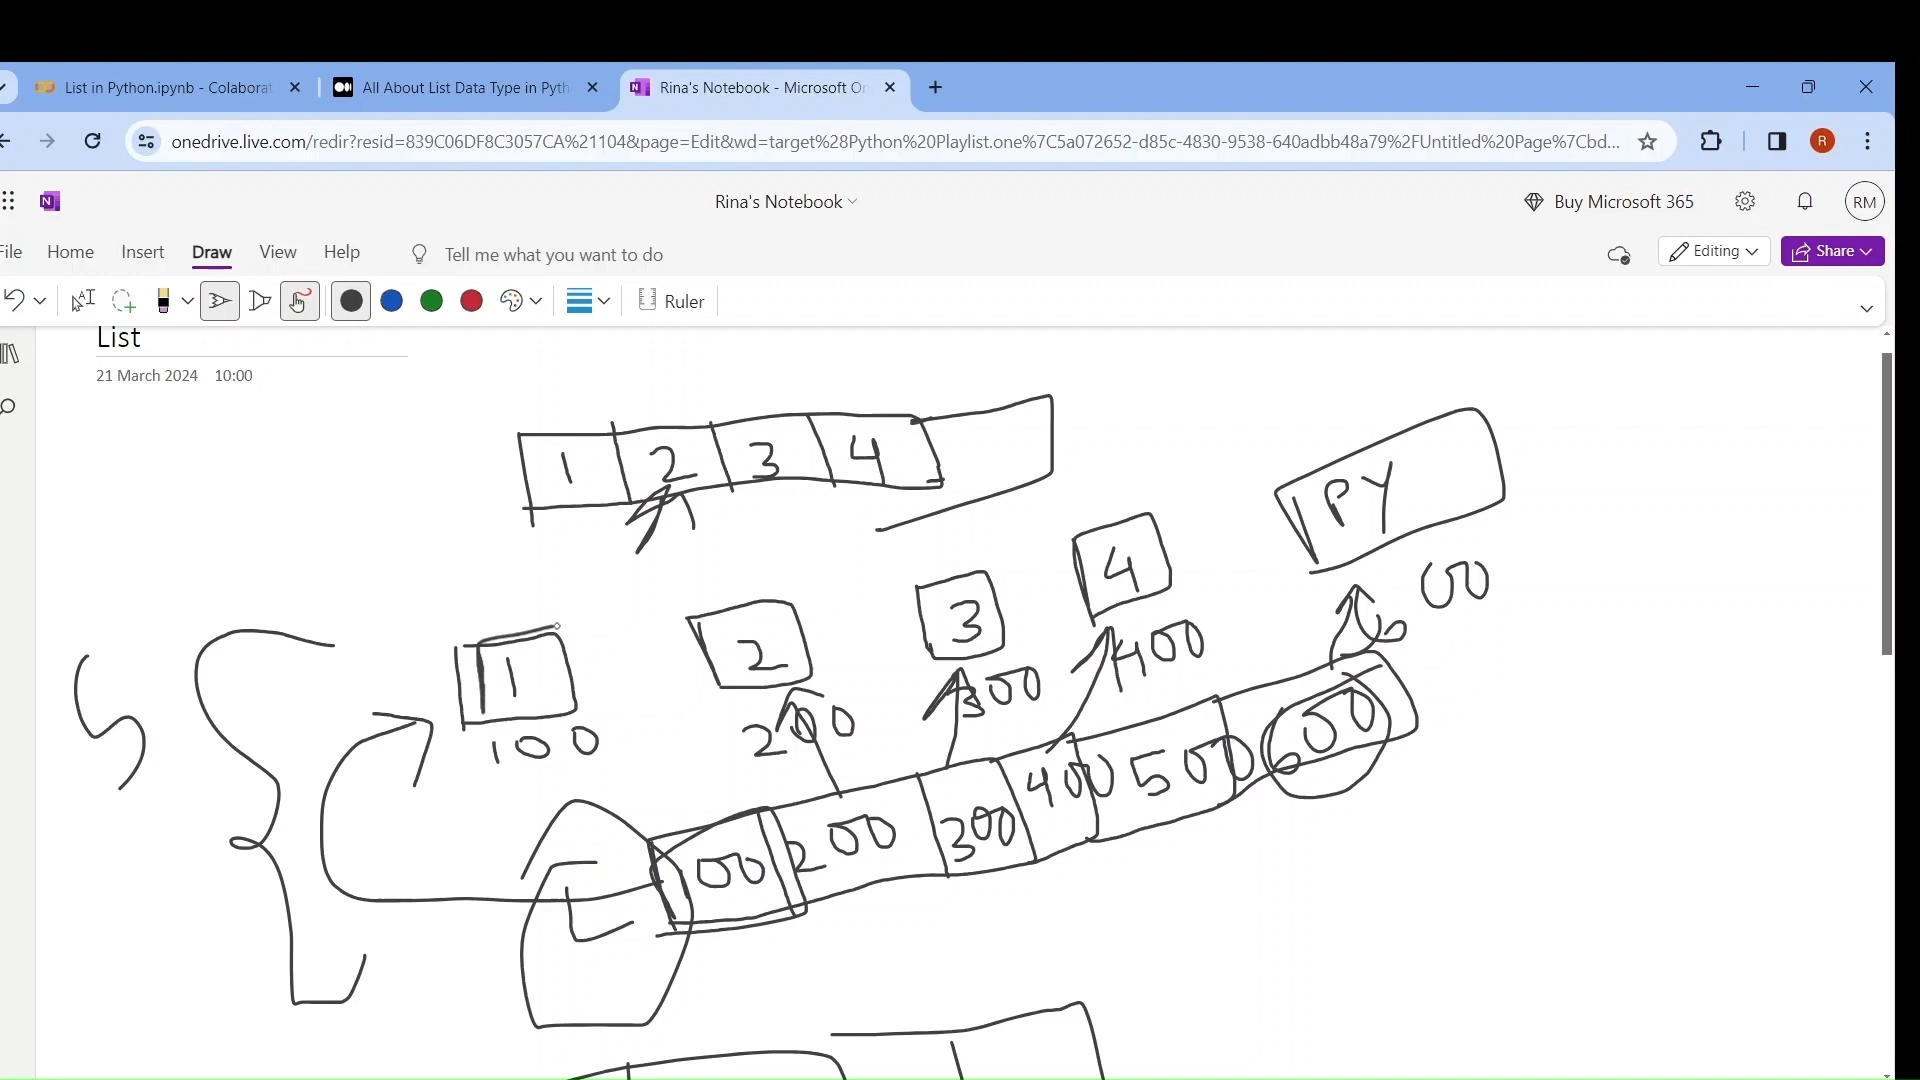 List in Python.ipynb - Colaborat
All About List Data Type in Pyth
Rina's Notebook - Microsoft On
onedrive.live.com/redir?resid=839C06DF8C3057CA%21104&page=Edit&wd=target%28Python%20Playlist.one%7C5a072652-d85c-4830-9538-640adbb48a79%2FUntitled%20Page%7Cbd...
R
N
Rina's Notebook
Buy Microsoft 365
RM
File Home Insert Draw View Help
Tell me what you want to do
Editing
Share
Ruler
List
21 March 2024 10:00
1 2 3 4
PY
600
4
400
3
300
2
200
1
100
100 200 300 400 500 600
L